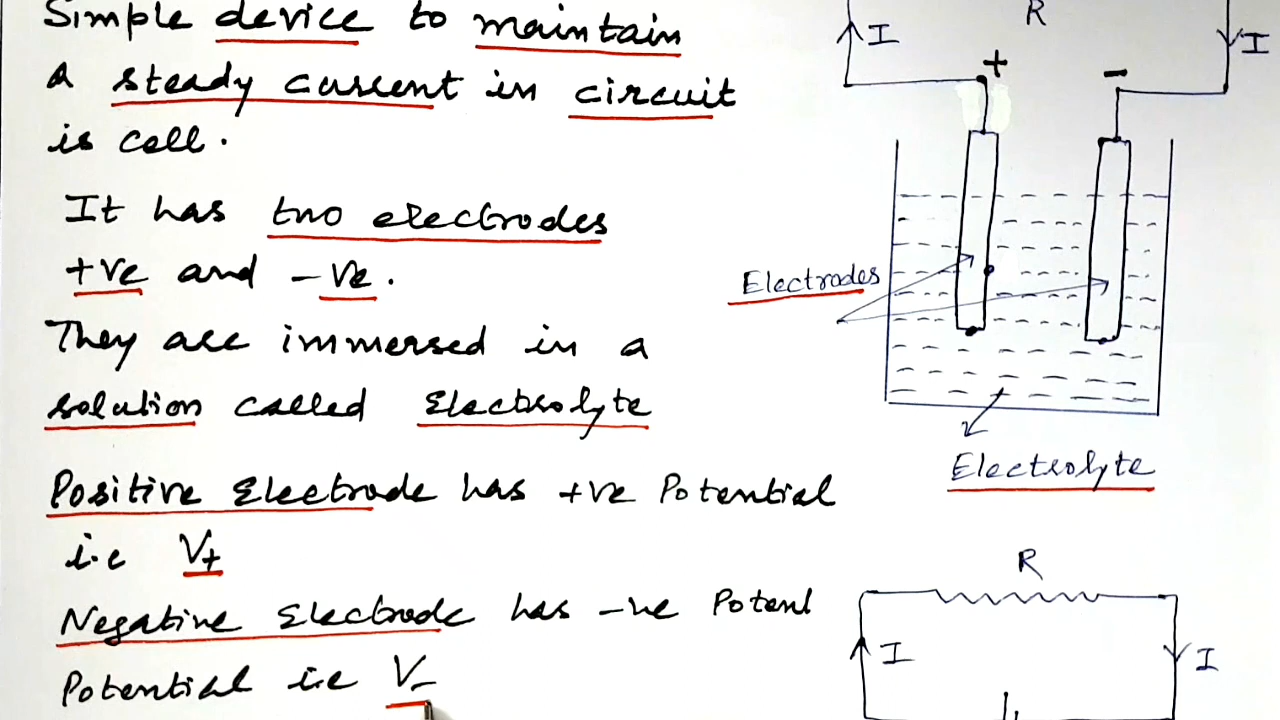 Simple device to maintain
a steady current in circuit
is cell.
It has two electrodes
+ve and -ve.
They are immersed in a
solution called Electrolyte
Positive Electrode has +ve Potential
i.e V+
Negative Electrode has -ve Potent
Potential i.e V-
R
I
I
+
-
Electrodes
Electrolyte
R
I
I